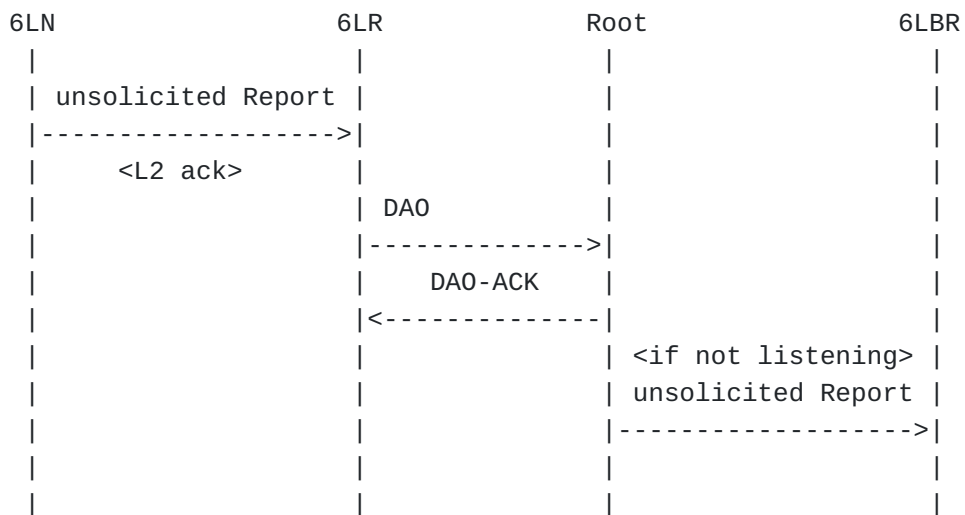 6LN 6LR Root 6LBR
unsolicited Report
<L2 ack>
DAO
DAO-ACK
<if not listening>
unsolicited Report